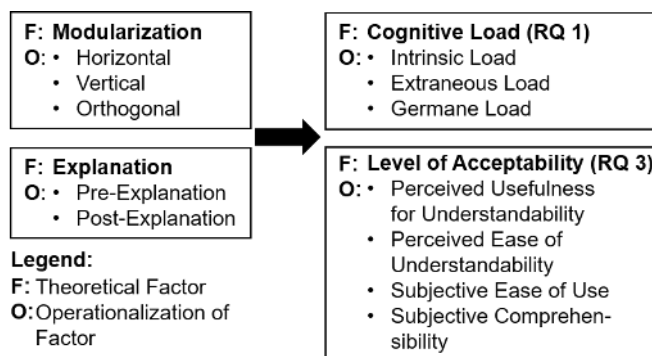 F: Modularization
O: • Horizontal
• Vertical
• Orthogonal
F: Explanation
O: • Pre-Explanation
• Post-Explanation
Legend:
F: Theoretical Factor
O: Operationalization of
Factor
F: Cognitive Load (RQ 1)
O: • Intrinsic Load
• Extraneous Load
• Germane Load
F: Level of Acceptability (RQ 3)
O: • Perceived Usefulness
for Understandability
• Perceived Ease of
Understandability
• Subjective Ease of Use
• Subjective Comprehen-
sibility